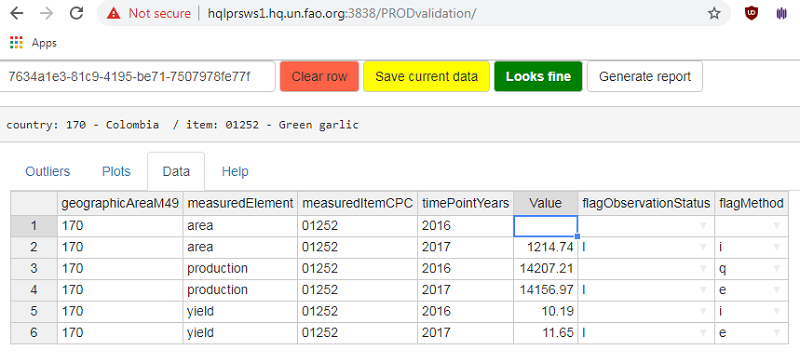 Not secure | hqlprsws1.hq.un.fao.org:3838/PRODvalidation/
Apps
7634a1e3-81c9-4195-be71-7507978fe77f Clear row Save current data Looks fine Generate report
country: 170 - Colombia / item: 01252 - Green garlic
Outliers Plots Data Help
geographicAreaM49 measuredElement measuredItemCPC timePointYears Value flagObservationStatus flagMethod
1 170 area 01252 2016
2 170 area 01252 2017 1214.74 I i
3 170 production 01252 2016 14207.21 q
4 170 production 01252 2017 14156.97 I e
5 170 yield 01252 2016 10.19 i
6 170 yield 01252 2017 11.65 I e